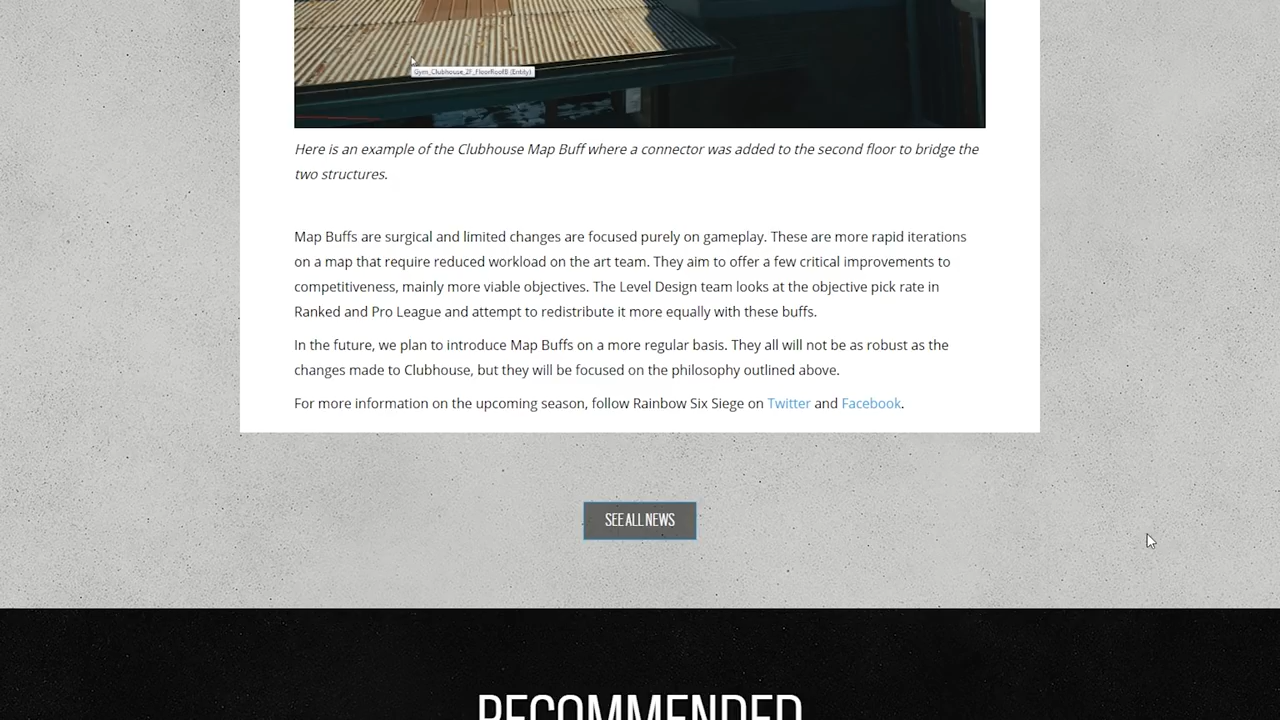 Gym_Clubhouse_2F_FloorRoofB (Entity)
Here is an example of the Clubhouse Map Buff where a connector was added to the second floor to bridge the
two structures.
Map Buffs are surgical and limited changes are focused purely on gameplay. These are more rapid iterations
on a map that require reduced workload on the art team. They aim to offer a few critical improvements to
competitiveness, mainly more viable objectives. The Level Design team looks at the objective pick rate in
Ranked and Pro League and attempt to redistribute it more equally with these buffs.
In the future, we plan to introduce Map Buffs on a more regular basis. They all will not be as robust as the
changes made to Clubhouse, but they will be focused on the philosophy outlined above.
For more information on the upcoming season, follow Rainbow Six Siege on Twitter and Facebook.
SEE ALL NEWS
RECOMMENDED